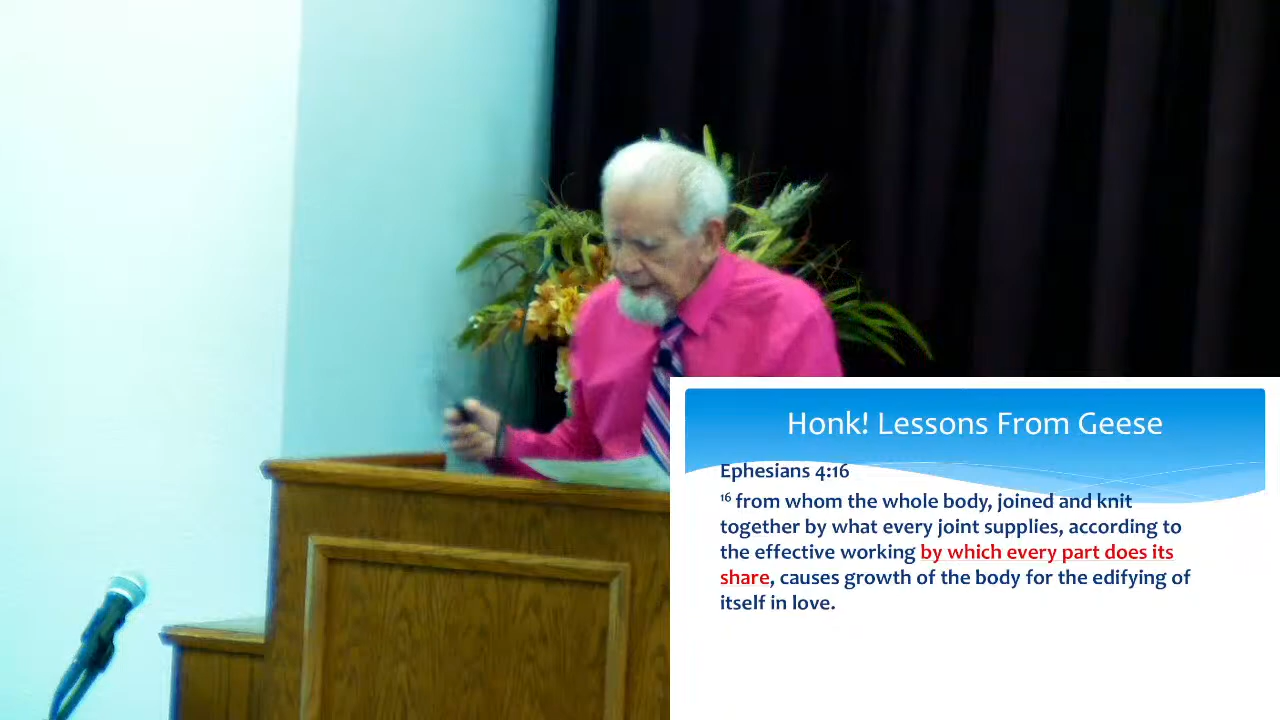 Honk! Lessons From Geese
Ephesians 4:16
16 from whom the whole body, joined and knit
together by what every joint supplies, according to
the effective working by which every part does its
share, causes growth of the body for the edifying of
itself in love.